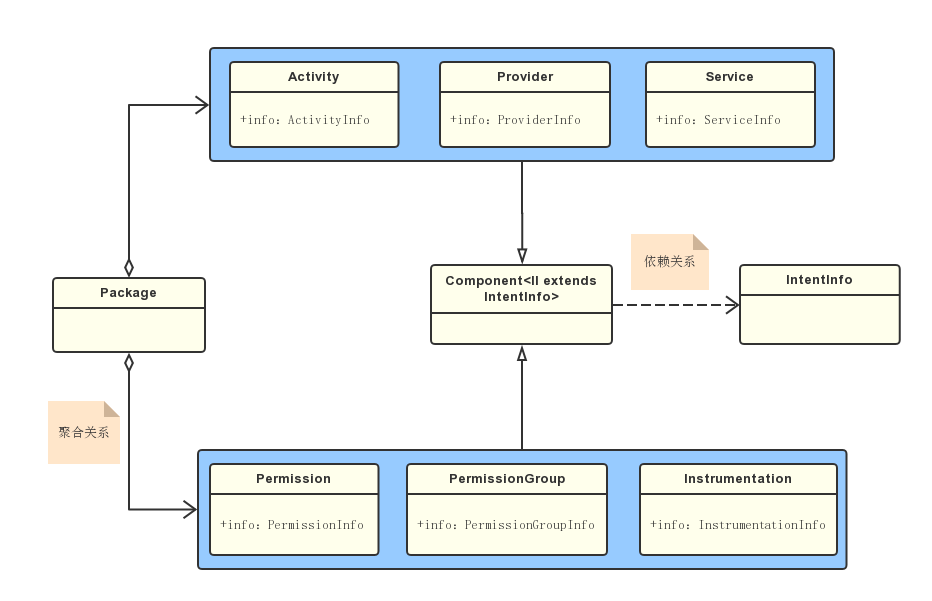 Activity
Provider
Service
+info: ActivityInfo
+info: ProviderInfo
+info: ServiceInfo
依赖关系
Package
Component<II extends
IntentInfo>
IntentInfo
聚合关系
Permission
PermissionGroup
Instrumentation
+info: PermissionInfo
+info: PermissionGroupInfo
+info: InstrumentationInfo